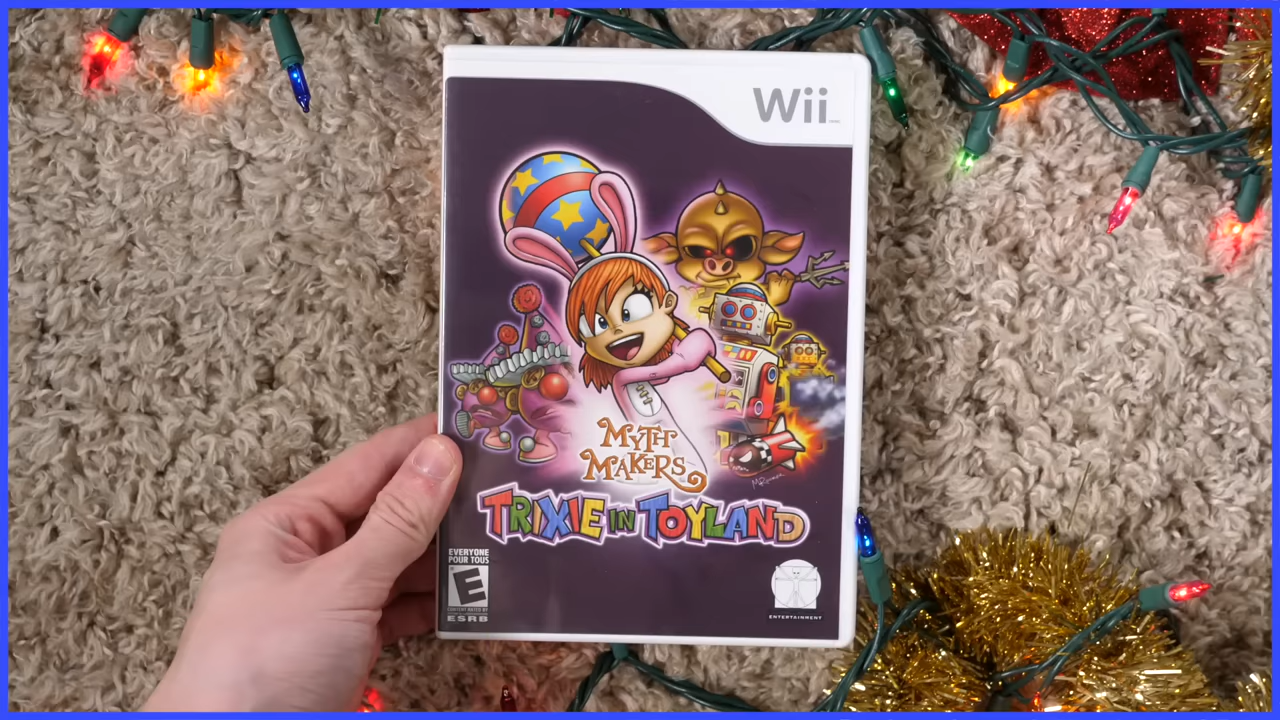 Wii
MYTH
MAKERS
TRIXIE IN TOYLAND
EVERYONE
POUR TOUS
E
CONTENT RATED BY
ESRB
ENTERTAINMENT